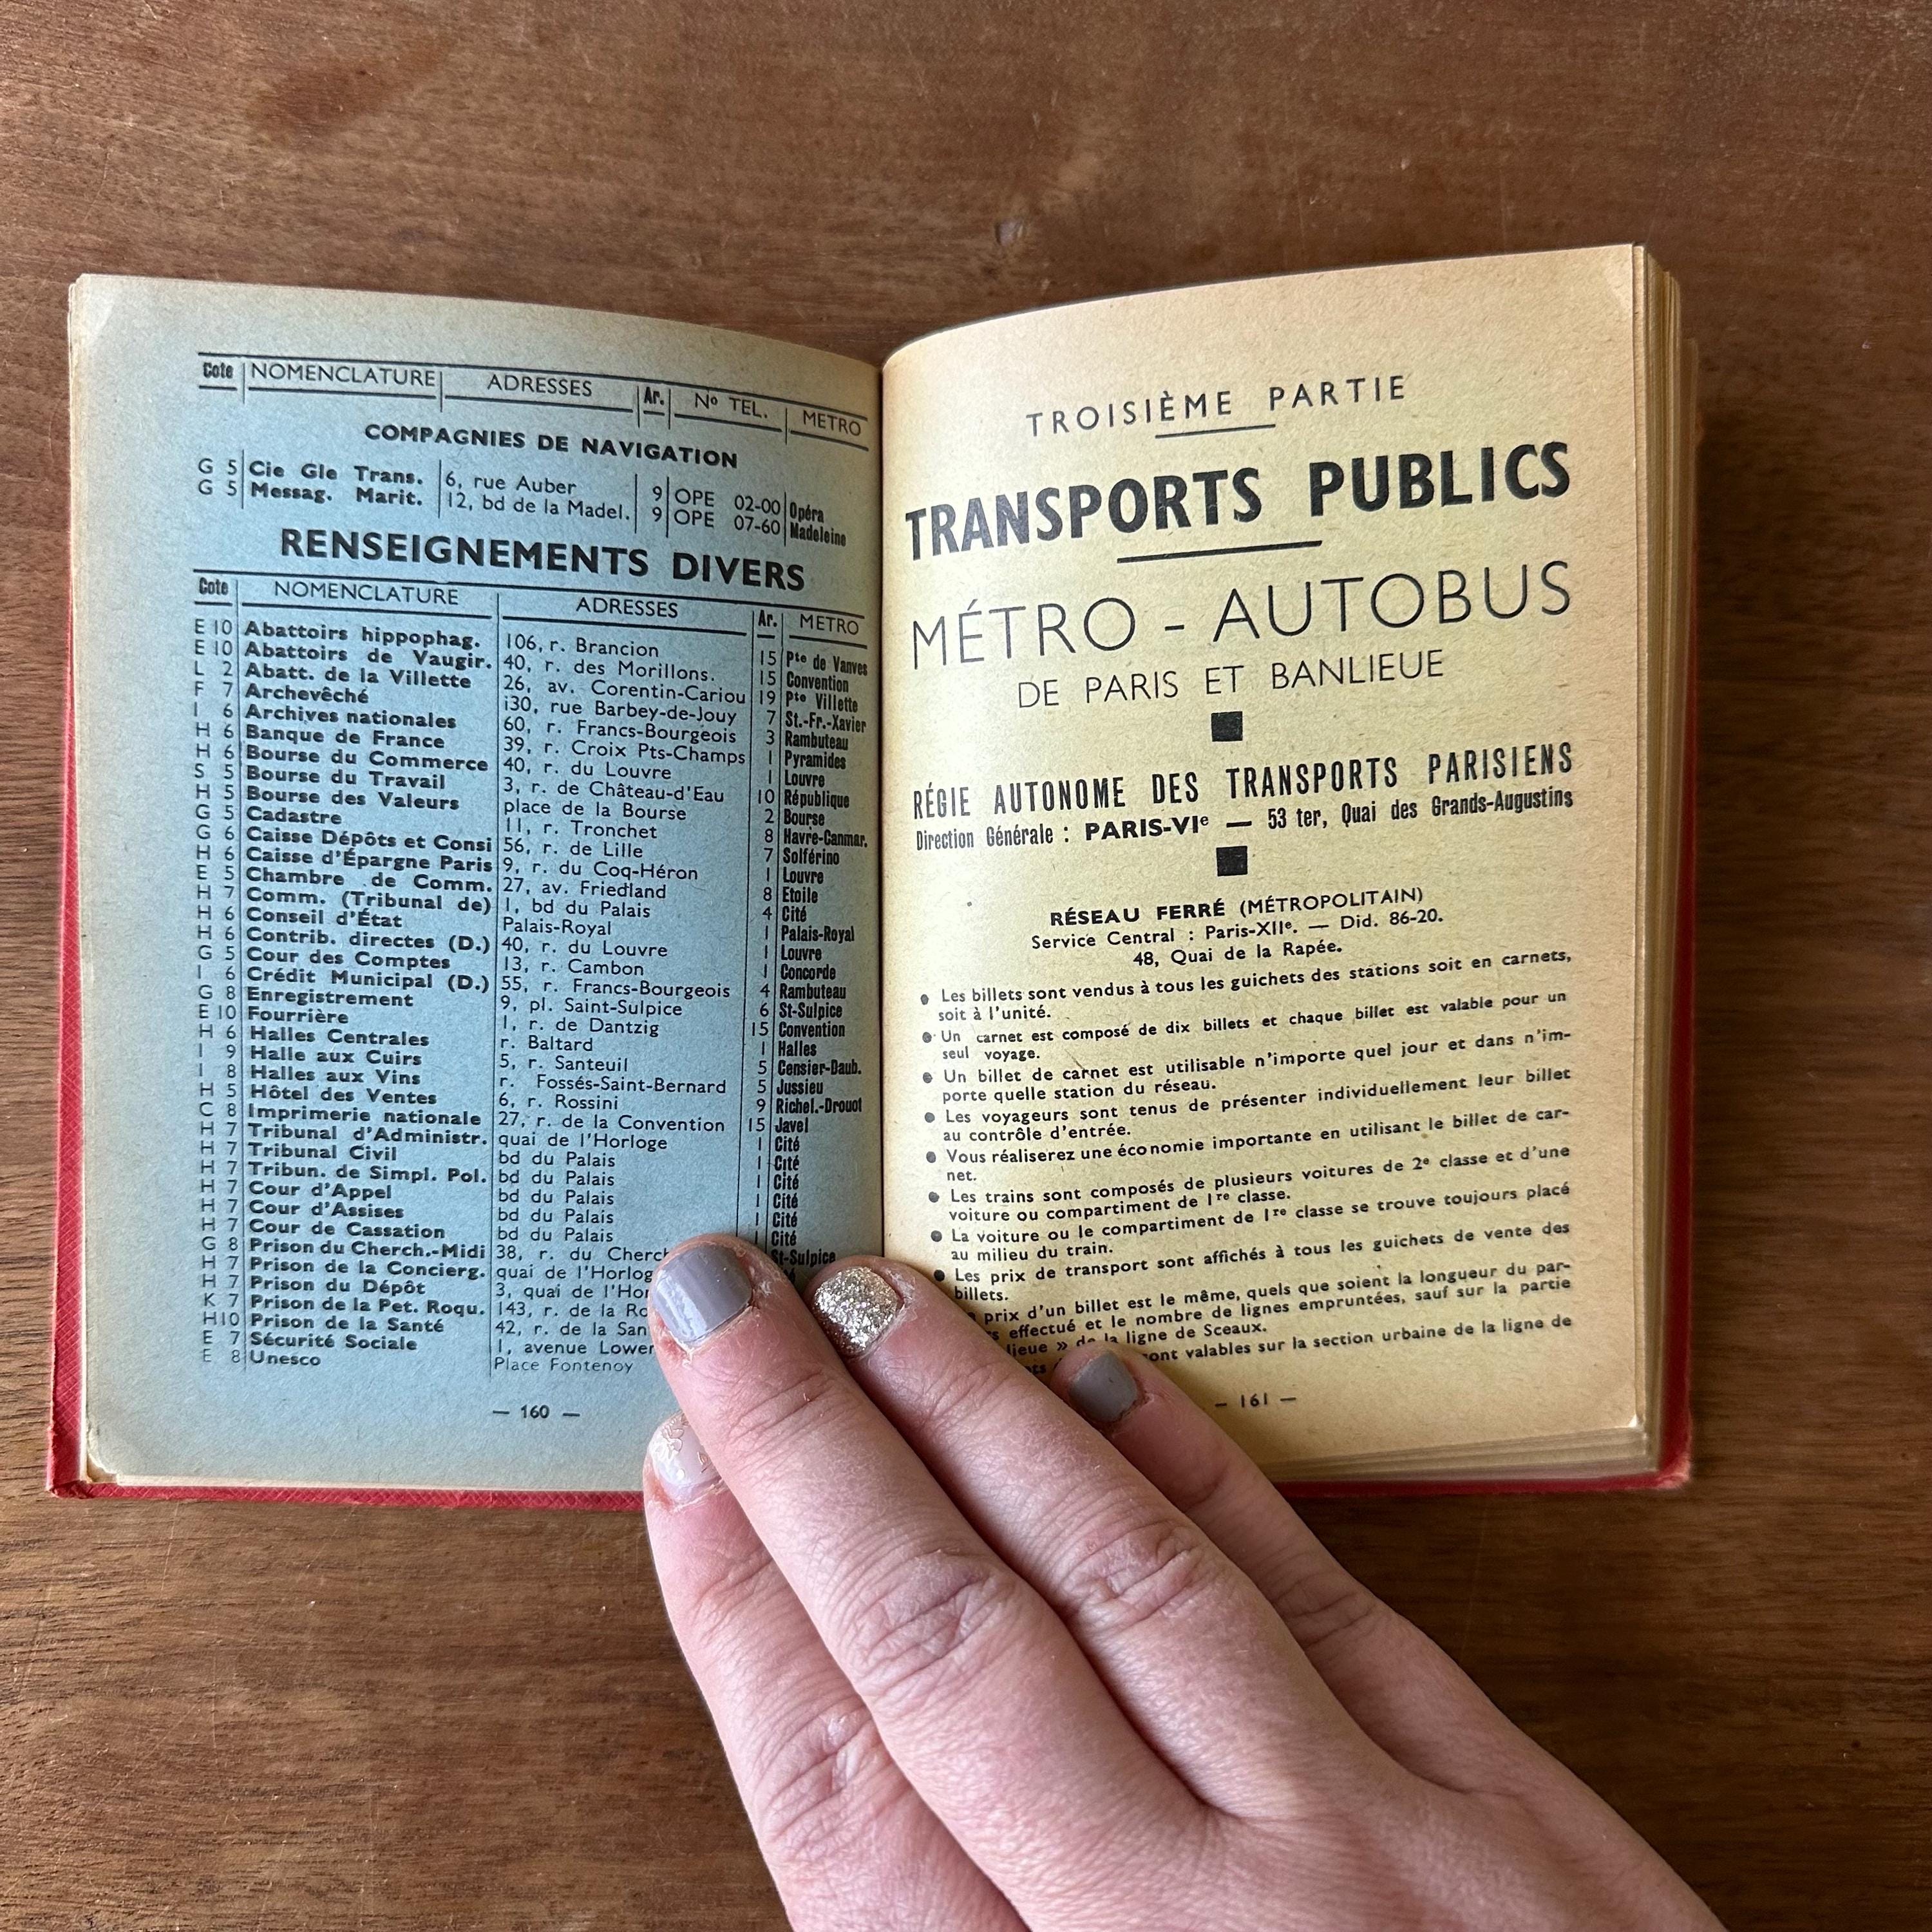 Cote NOMENCLATURE ADRESSES Ar. Nº TEL. METRO
COMPAGNIES DE NAVIGATION
G 5 Cie Gle Trans. 6, rue Auber 9 OPE 02-00 Opéra
G 5 Messag. Marit. 12, bd de la Madel. 9 OPE 07-60 Madeleine
RENSEIGNEMENTS DIVERS
Cote NOMENCLATURE ADRESSES Ar. METRO
E 10 Abattoirs hippophag. 106, r. Brancion 15 Pte de Vanves
E 10 Abattoirs de Vaugir. 40, r. des Morillons. 15 Convention
L 2 Abatt. de la Villette 26, av. Corentin-Cariou 19 Pte Villette
F 7 Archevêché i30, rue Barbey-de-Jouy 7 St.-Fr.-Xavier
I 6 Archives nationales 60, r. Francs-Bourgeois 3 Rambuteau
H 6 Banque de France 39, r. Croix Pts-Champs 1 Pyramides
H 6 Bourse du Commerce 40, r. du Louvre 1 Louvre
S 5 Bourse du Travail 3, r. de Château-d'Eau 10 République
H 5 Bourse des Valeurs place de la Bourse 2 Bourse
G 5 Cadastre 11, r. Tronchet 8 Havre-Canmar.
G 6 Caisse Dépôts et Consi 56, r. de Lille 7 Solférino
H 6 Caisse d'Épargne Paris 9, r. du Coq-Héron 1 Louvre
E 5 Chambre de Comm. 27, av. Friedland 8 Etoile
H 7 Comm. (Tribunal de) 1, bd du Palais 4 Cité
H 6 Conseil d'État Palais-Royal 1 Palais-Royal
H 6 Contrib. directes (D.) 40, r. du Louvre 1 Louvre
G 5 Cour des Comptes 13, r. Cambon 1 Concorde
I 6 Crédit Municipal (D.) 55, r. Francs-Bourgeois 4 Rambuteau
G 8 Enregistrement 9, pl. Saint-Sulpice 6 St-Sulpice
E 10 Fourrière 1, r. de Dantzig 15 Convention
H 6 Halles Centrales r. Baltard 1 Halles
I 9 Halle aux Cuirs 5, r. Santeuil 5 Censier-Daub.
I 8 Halles aux Vins r. Fossés-Saint-Bernard 5 Jussieu
H 5 Hôtel des Ventes 6, r. Rossini 9 Richel.-Drouot
C 8 Imprimerie nationale 27, r. de la Convention 15 Javel
H 7 Tribunal d'Administr. quai de l'Horloge 1 Cité
H 7 Tribunal Civil bd du Palais 1 Cité
H 7 Tribun. de Simpl. Pol. bd du Palais 1 Cité
H 7 Cour d'Appel bd du Palais 1 Cité
H 7 Cour d'Assises bd du Palais 1 Cité
H 7 Cour de Cassation bd du Palais 1 Cité
G 8 Prison du Cherch.-Midi 38, r. du Cherch St-Sulpice
H 7 Prison de la Concierg. quai de l'Horlog
H 7 Prison du Dépôt 3, quai de l'Hor
K 7 Prison de la Pet. Roqu. 143, r. de la Ro
H10 Prison de la Santé 42, r. de la San
E 7 Sécurité Sociale 1, avenue Lower
E 8 Unesco Place Fontenoy
— 160 —
TROISIÈME PARTIE
TRANSPORTS PUBLICS
MÉTRO - AUTOBUS
DE PARIS ET BANLIEUE
RÉGIE AUTONOME DES TRANSPORTS PARISIENS
Direction Générale : PARIS-VIe — 53 ter, Quai des Grands-Augustins
RÉSEAU FERRÉ (MÉTROPOLITAIN)
Service Central : Paris-XIIe. — Did. 86-20.
48, Quai de la Rapée.
● Les billets sont vendus à tous les guichets des stations soit en carnets,
soit à l'unité.
● Un carnet est composé de dix billets et chaque billet est valable pour un
seul voyage.
● Un billet de carnet est utilisable n'importe quel jour et dans n'im-
porte quelle station du réseau.
● Les voyageurs sont tenus de présenter individuellement leur billet
au contrôle d'entrée.
● Vous réaliserez une économie importante en utilisant le billet de car-
net.
● Les trains sont composés de plusieurs voitures de 2e classe et d'une
voiture ou compartiment de 1re classe.
● La voiture ou le compartiment de 1re classe se trouve toujours placé
au milieu du train.
● Les prix de transport sont affichés à tous les guichets de vente des
billets.
prix d'un billet est le même, quels que soient la longueur du par-
effectué et le nombre de lignes empruntées, sauf sur la partie
lieue » de la ligne de Sceaux.
sont valables sur la section urbaine de la ligne de
— 161 —